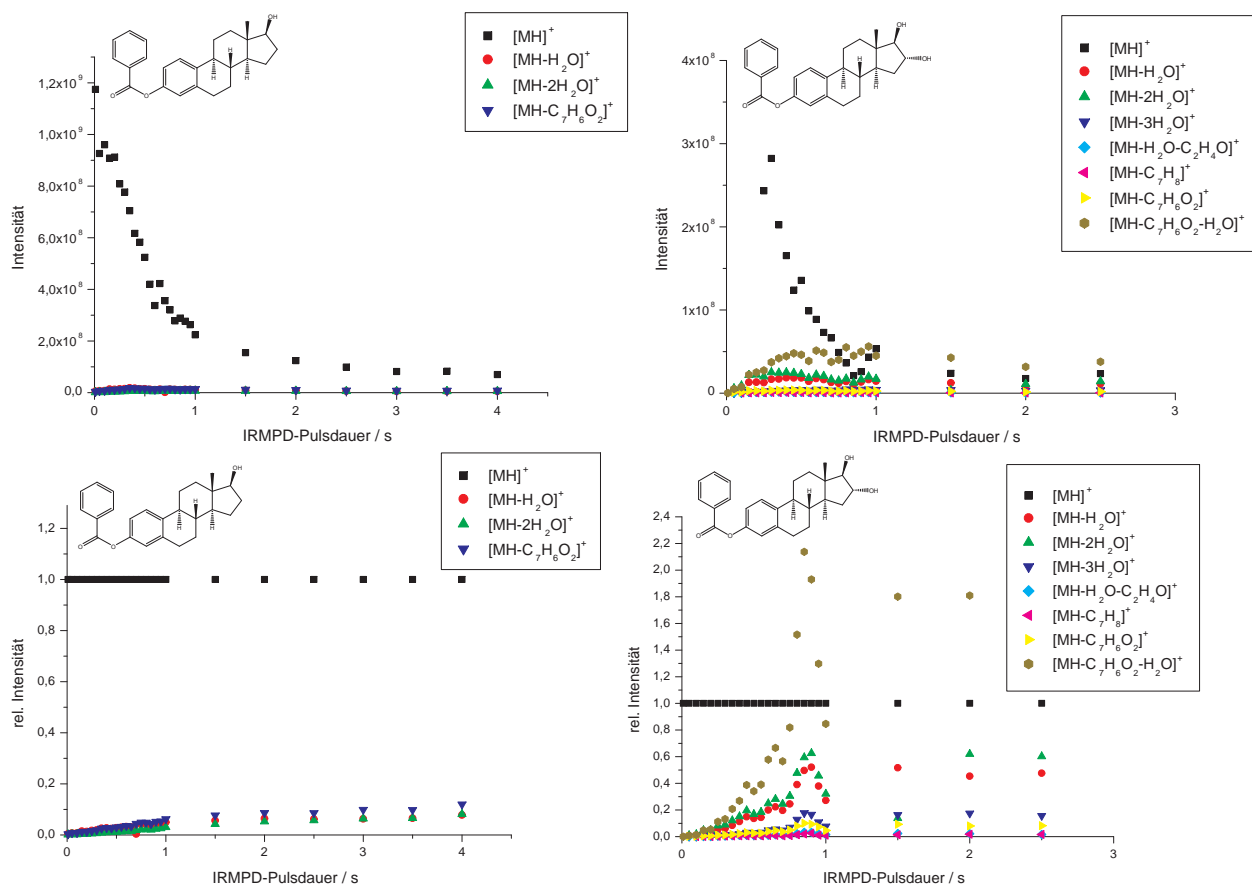 OH
H
H
H
O
O
[MH]⁺
[MH-H₂O]⁺
[MH-2H₂O]⁺
[MH-C₇H₆O₂]⁺
1,2x10⁹
1,0x10⁹
8,0x10⁸
6,0x10⁸
4,0x10⁸
2,0x10⁸
0,0
Intensität
0 1 2 3 4
IRMPD-Pulsdauer / s
OH
OH
H
H
H
O
O
[MH]⁺
[MH-H₂O]⁺
[MH-2H₂O]⁺
[MH-3H₂O]⁺
[MH-H₂O-C₂H₄O]⁺
[MH-C₇H₈]⁺
[MH-C₇H₆O₂]⁺
[MH-C₇H₆O₂-H₂O]⁺
4x10⁸
3x10⁸
2x10⁸
1x10⁸
0
Intensität
0 1 2 3
IRMPD-Pulsdauer / s
OH
H
H
H
O
O
[MH]⁺
[MH-H₂O]⁺
[MH-2H₂O]⁺
[MH-C₇H₆O₂]⁺
1,2
1,0
0,8
0,6
0,4
0,2
0,0
rel. Intensität
0 1 2 3 4
IRMPD-Pulsdauer / s
OH
OH
H
H
H
O
O
[MH]⁺
[MH-H₂O]⁺
[MH-2H₂O]⁺
[MH-3H₂O]⁺
[MH-H₂O-C₂H₄O]⁺
[MH-C₇H₈]⁺
[MH-C₇H₆O₂]⁺
[MH-C₇H₆O₂-H₂O]⁺
2,4
2,2
2,0
1,8
1,6
1,4
1,2
1,0
0,8
0,6
0,4
0,2
0,0
rel. Intensität
0 1 2 3
IRMPD-Pulsdauer / s